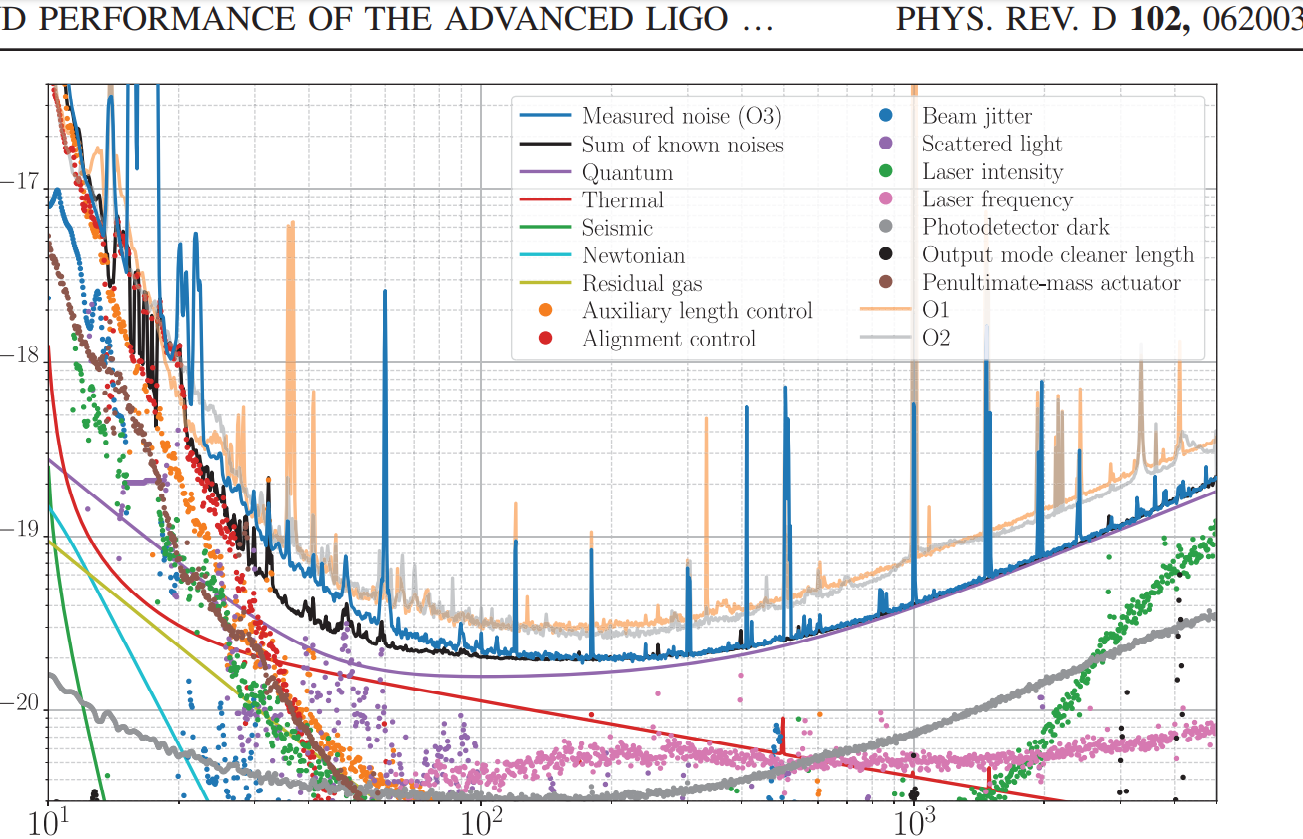 D PERFORMANCE OF THE ADVANCED LIGO …
PHYS. REV. D 102, 062003
−17
−18
−19
−20
Measured noise (O3)
Sum of known noises
Quantum
Thermal
Seismic
Newtonian
Residual gas
Auxiliary length control
Alignment control
Beam jitter
Scattered light
Laser intensity
Laser frequency
Photodetector dark
Output mode cleaner length
Penultimate-mass actuator
O1
O2
10¹
10²
10³